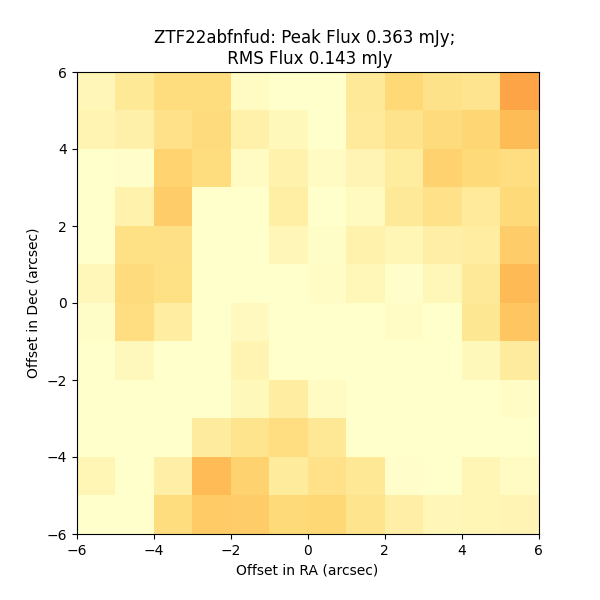 ZTF22abfnfud: Peak Flux 0.363 mJy;
RMS Flux 0.143 mJy
6
4
2
0
−2
−4
−6
Offset in Dec (arcsec)
−6 −4 −2 0 2 4 6
Offset in RA (arcsec)